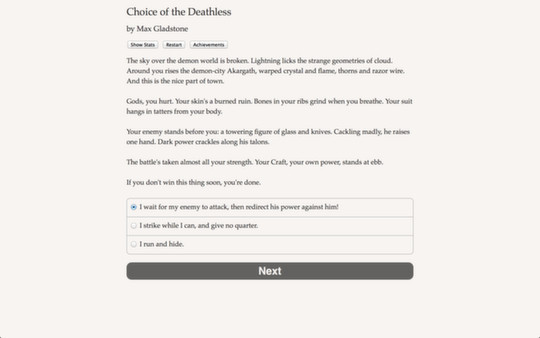 Choice of the Deathless
by Max Gladstone
Show Stats Restart Achievements
The sky over the demon world is broken. Lightning licks the strange geometries of cloud.
Around you rises the demon-city Akargath, warped crystal and flame, thorns and razor wire.
And this is the nice part of town.
Gods, you hurt. Your skin's a burned ruin. Bones in your ribs grind when you breathe. Your suit
hangs in tatters from your body.
Your enemy stands before you: a towering figure of glass and knives. Cackling madly, he raises
one hand. Dark power crackles along his talons.
The battle's taken almost all your strength. Your Craft, your own power, stands at ebb.
If you don't win this thing soon, you're done.
I wait for my enemy to attack, then redirect his power against him!
I strike while I can, and give no quarter.
I run and hide.
Next